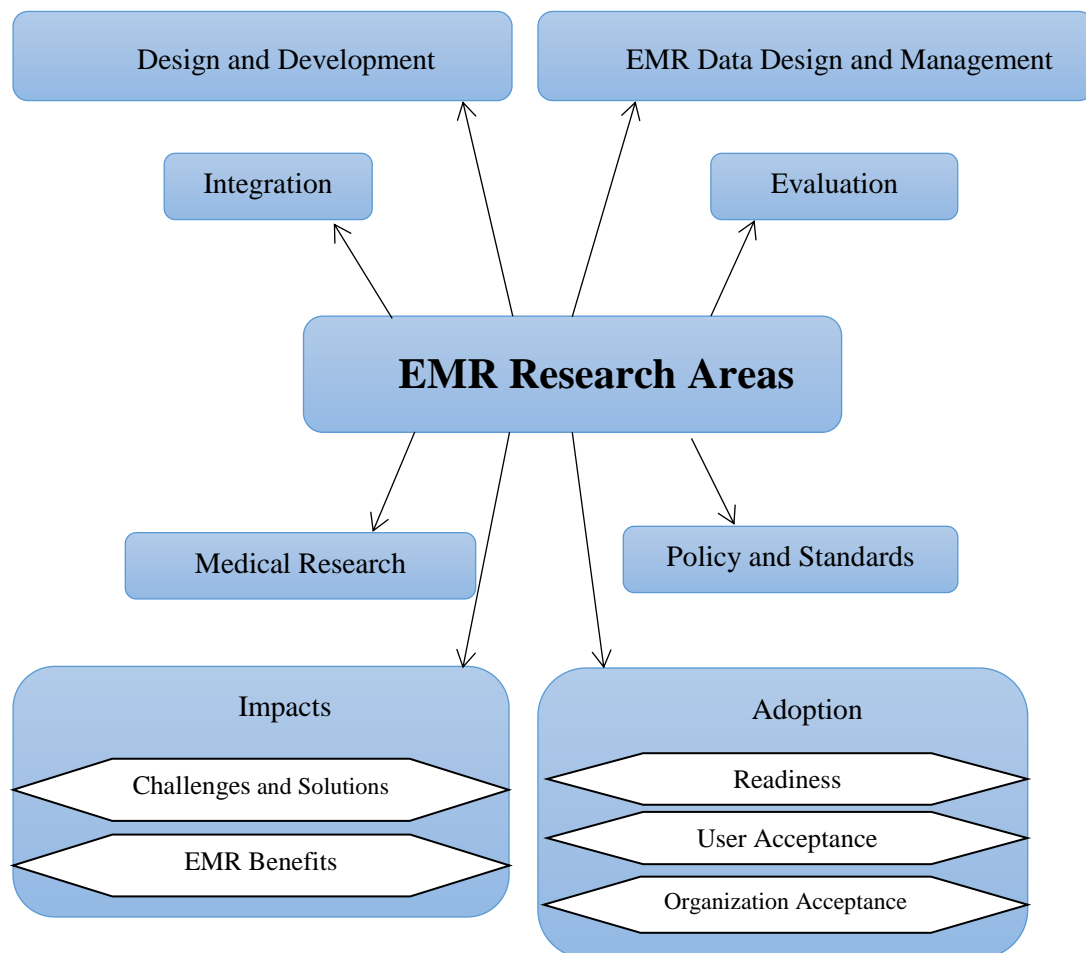 Design and Development
EMR Data Design and Management
Integration
Evaluation
EMR Research Areas
Medical Research
Policy and Standards
Impacts
Challenges and Solutions
EMR Benefits
Adoption
Readiness
User Acceptance
Organization Acceptance